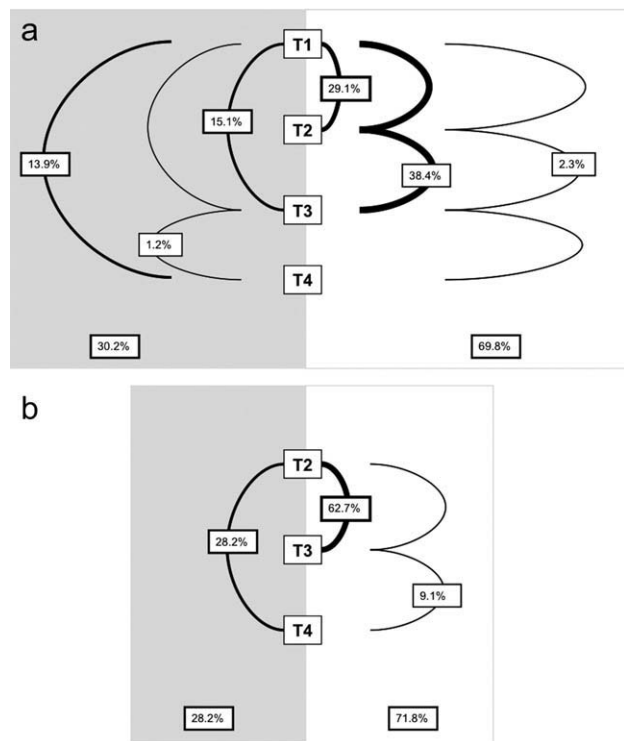 a
T1
29.1%
15.1%
T2
13.9%
2.3%
38.4%
T3
1.2%
T4
30.2%
69.8%
b
T2
62.7%
28.2%
T3
9.1%
T4
28.2%
71.8%